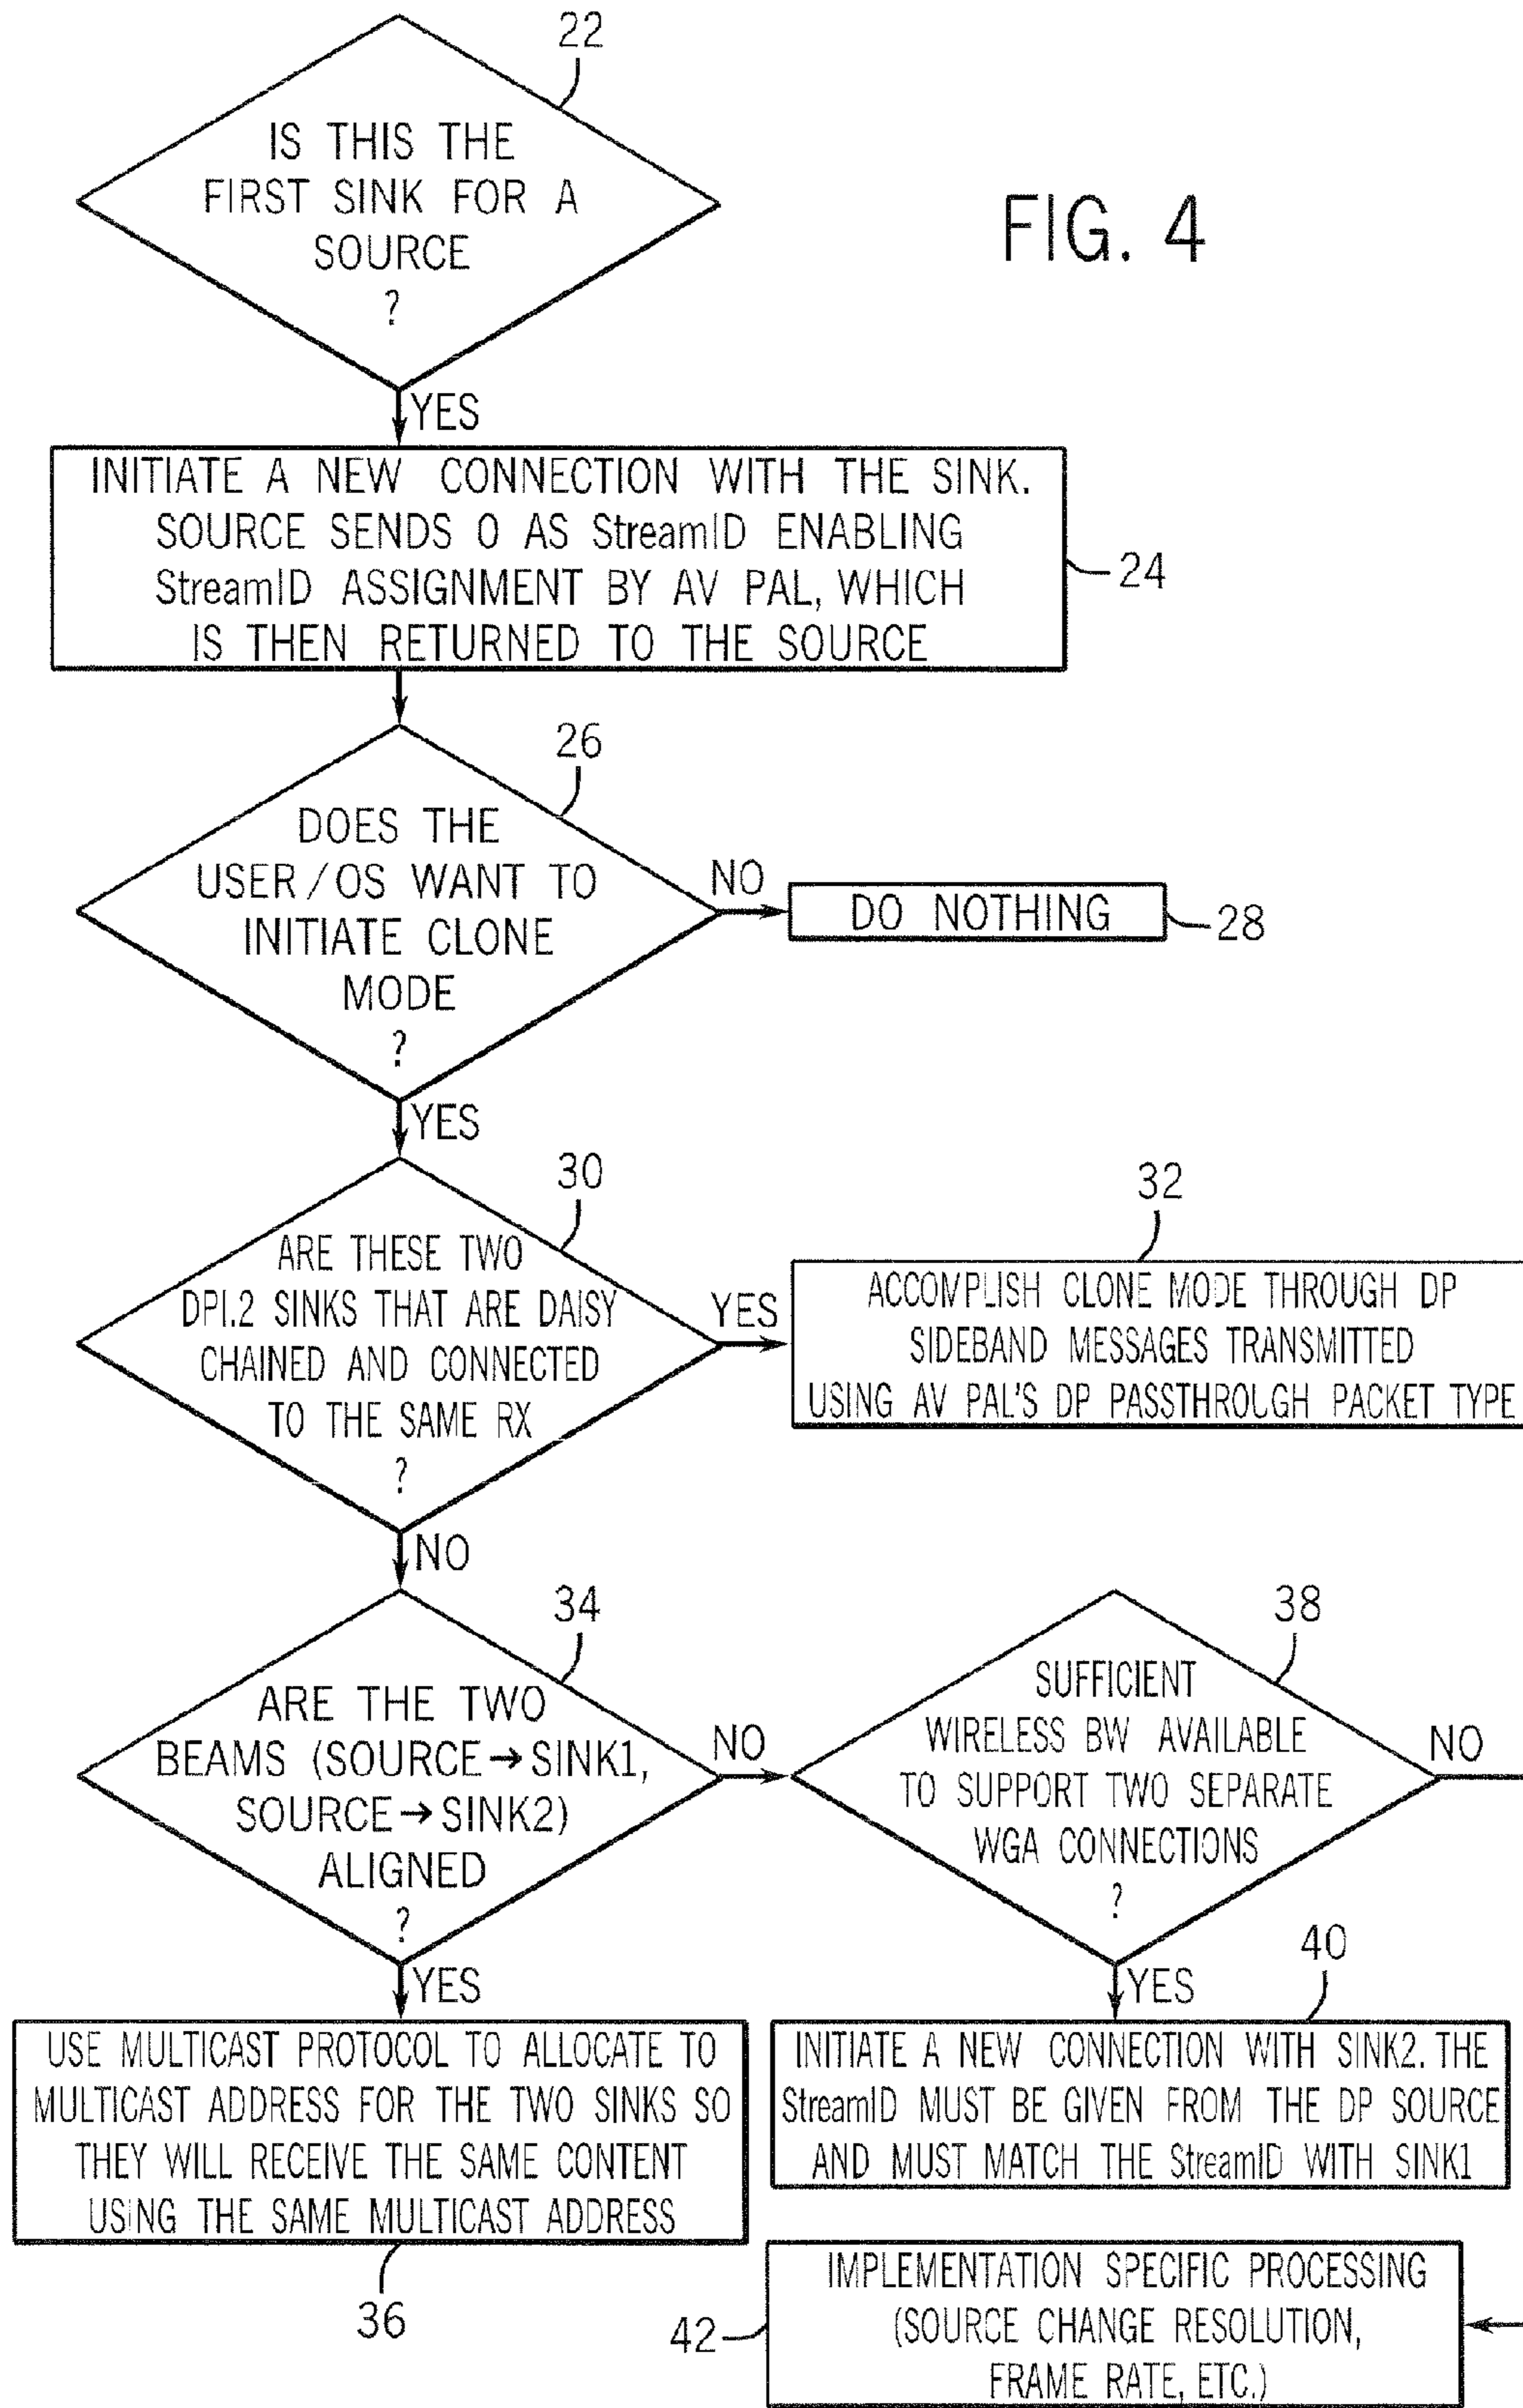 22
IS THIS THE
FIRST SINK FOR A
SOURCE
?
FIG. 4
YES
INITIATE A NEW CONNECTION WITH THE SINK.
SOURCE SENDS 0 AS StreamID ENABLING
StreamID ASSIGNMENT BY AV PAL, WHICH
IS THEN RETURNED TO THE SOURCE
24
26
DOES THE
USER/OS WANT TO
INITIATE CLONE
MODE
?
NO
DO NOTHING
28
YES
30
ARE THESE TWO
DP1.2 SINKS THAT ARE DAISY
CHAINED AND CONNECTED
TO THE SAME RX
?
YES
32
ACCOMPLISH CLONE MODE THROUGH DP
SIDEBAND MESSAGES TRANSMITTED
USING AV PAL'S DP PASSTHROUGH PACKET TYPE
NO
34
ARE THE TWO
BEAMS (SOURCE→SINK1,
SOURCE→SINK2)
ALIGNED
?
NO
38
SUFFICIENT
WIRELESS BW AVAILABLE
TO SUPPORT TWO SEPARATE
WGA CONNECTIONS
?
NO
YES
USE MULTICAST PROTOCOL TO ALLOCATE TO
MULTICAST ADDRESS FOR THE TWO SINKS SO
THEY WILL RECEIVE THE SAME CONTENT
USING THE SAME MULTICAST ADDRESS
36
YES
40
INITIATE A NEW CONNECTION WITH SINK2. THE
StreamID MUST BE GIVEN FROM THE DP SOURCE
AND MUST MATCH THE StreamID WITH SINK1
42
IMPLEMENTATION SPECIFIC PROCESSING
(SOURCE CHANGE RESOLUTION,
FRAME RATE, ETC.)